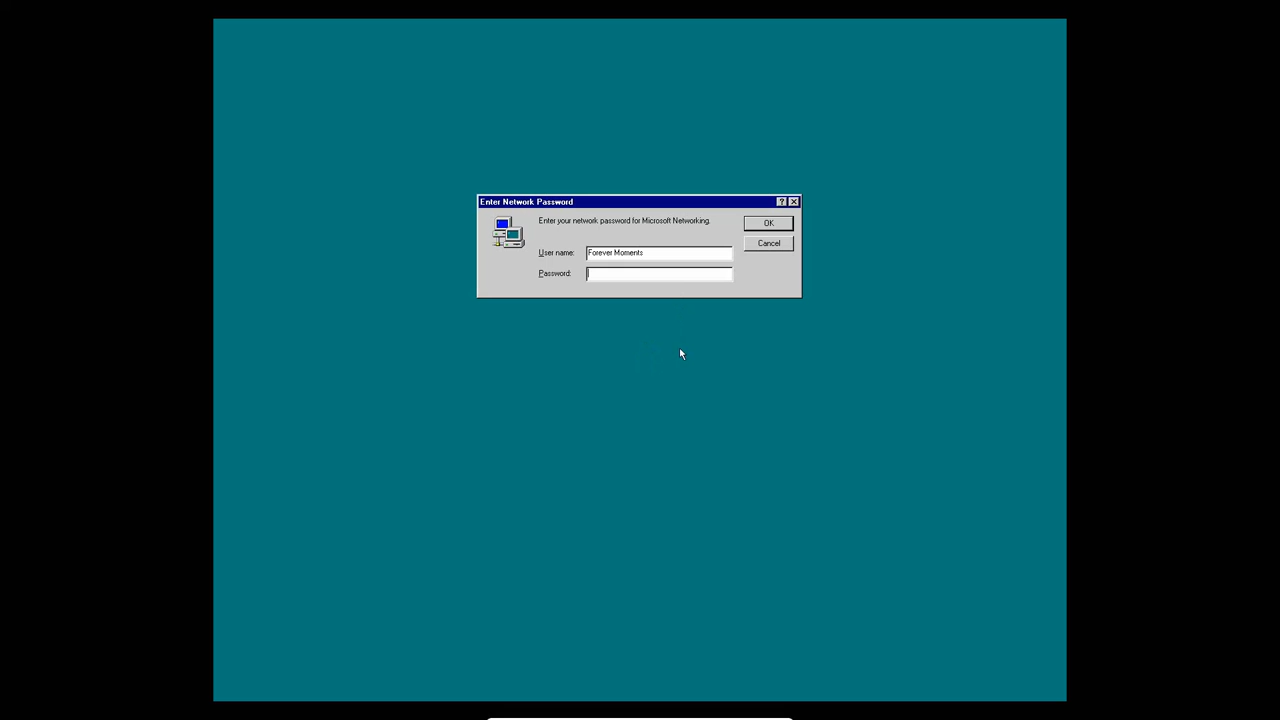 Enter Network Password
Enter your network password for Microsoft Networking.
OK
User name: Forever Moments
Cancel
Password: